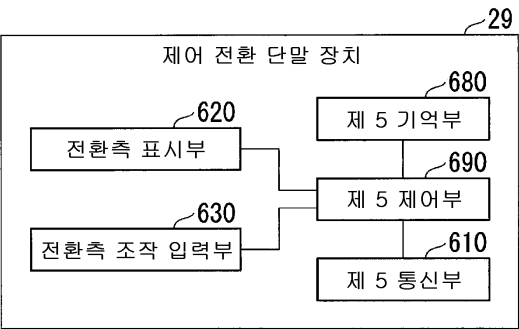 29
제어 전환 단말 장치
620
전환측 표시부
680
제 5 기억부
690
제 5 제어부
630
전환측 조작 입력부
610
제 5 통신부